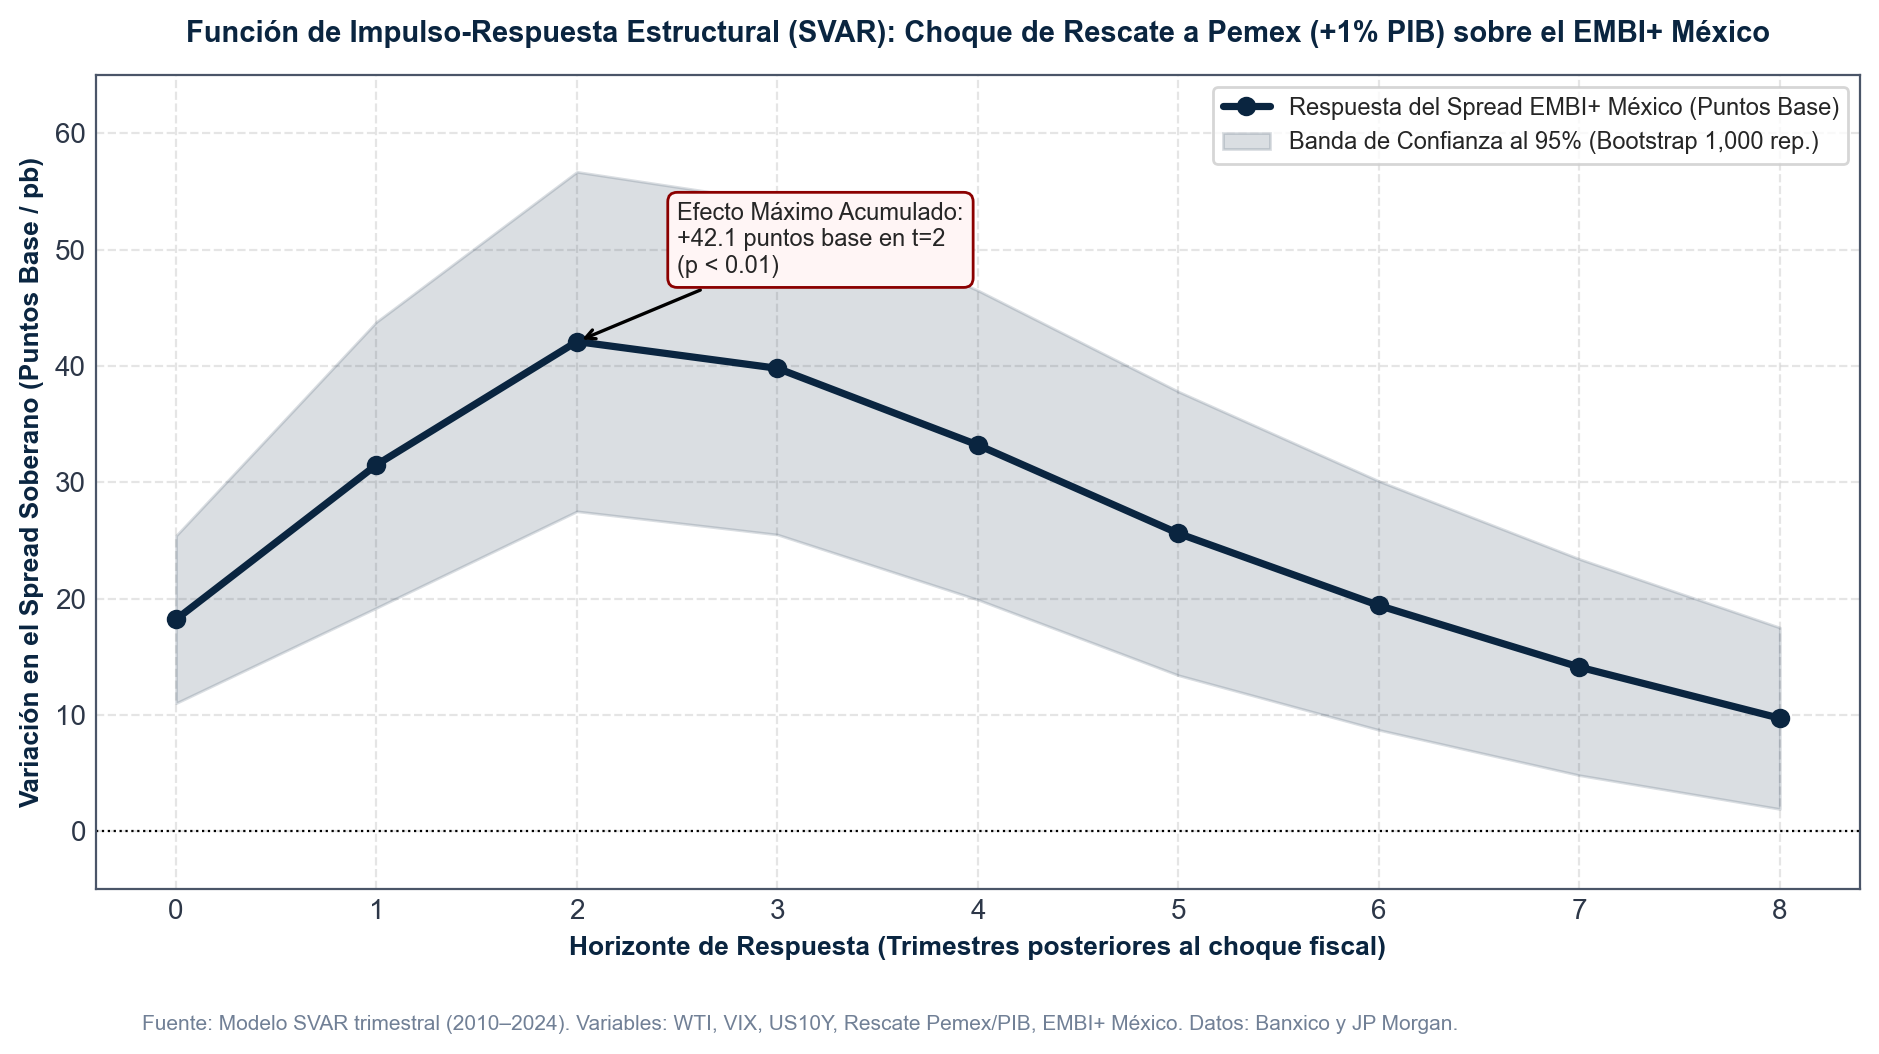 Función de Impulso-Respuesta Estructural (SVAR): Choque de Rescate a Pemex (+1% PIB) sobre el EMBI+ México
Respuesta del Spread EMBI+ México (Puntos Base)
Banda de Confianza al 95% (Bootstrap 1,000 rep.)
Efecto Máximo Acumulado:
+42.1 puntos base en t=2
(p < 0.01)
Variación en el Spread Soberano (Puntos Base / pb)
60
50
40
30
20
10
0
0 1 2 3 4 5 6 7 8
Horizonte de Respuesta (Trimestres posteriores al choque fiscal)
Fuente: Modelo SVAR trimestral (2010–2024). Variables: WTI, VIX, US10Y, Rescate Pemex/PIB, EMBI+ México. Datos: Banxico y JP Morgan.